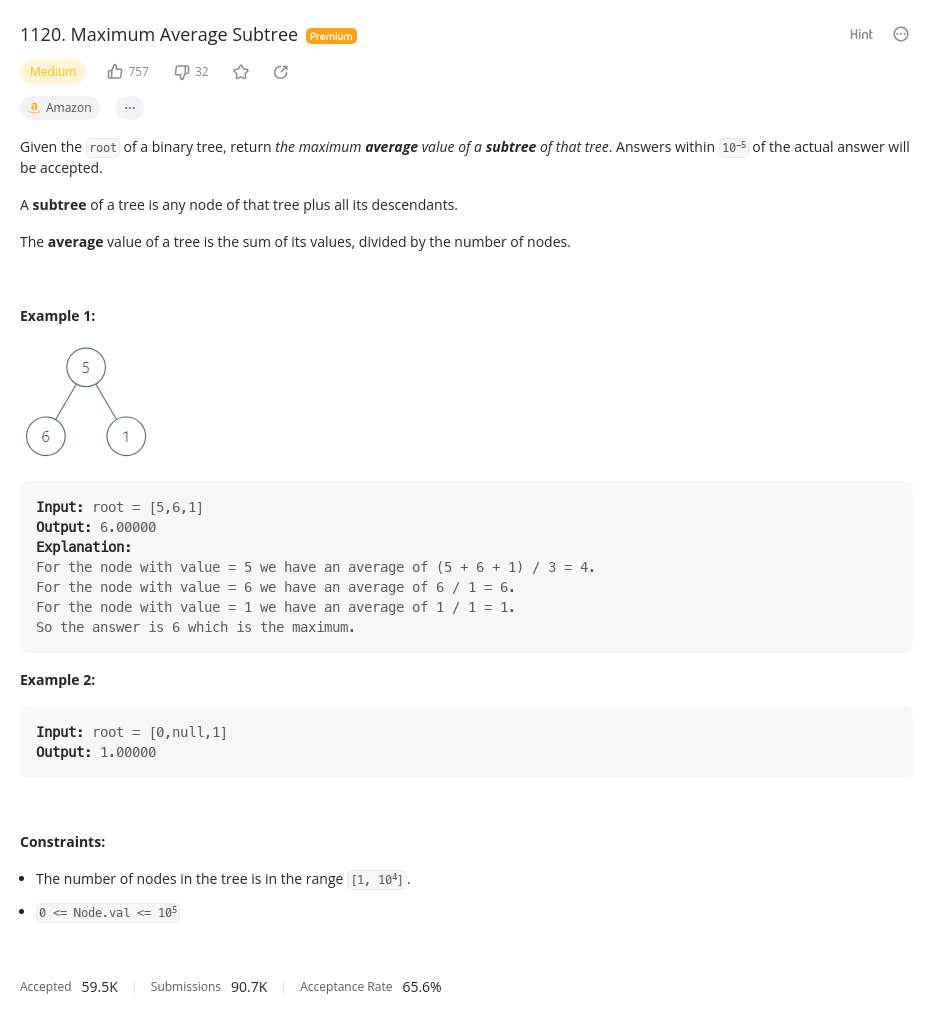 1120. Maximum Average Subtree Premium Hint
Medium 757 32
a Amazon ...
Given the root of a binary tree, return the maximum average value of a subtree of that tree. Answers within 10⁻⁵ of the actual answer will
be accepted.
A subtree of a tree is any node of that tree plus all its descendants.
The average value of a tree is the sum of its values, divided by the number of nodes.
Example 1:
5
6 1
Input: root = [5,6,1]
Output: 6.00000
Explanation:
For the node with value = 5 we have an average of (5 + 6 + 1) / 3 = 4.
For the node with value = 6 we have an average of 6 / 1 = 6.
For the node with value = 1 we have an average of 1 / 1 = 1.
So the answer is 6 which is the maximum.
Example 2:
Input: root = [0,null,1]
Output: 1.00000
Constraints:
• The number of nodes in the tree is in the range [1, 10⁴].
• 0 <= Node.val <= 10⁵
Accepted 59.5K Submissions 90.7K Acceptance Rate 65.6%